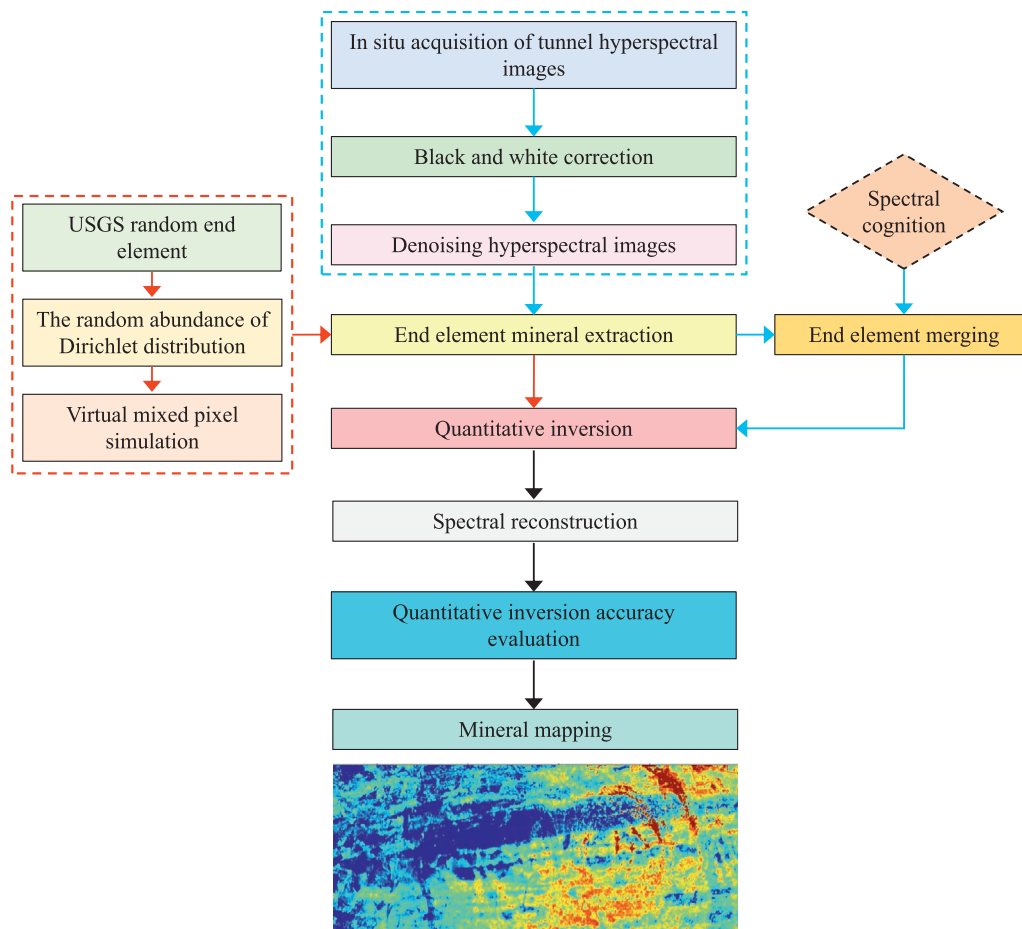 In situ acquisition of tunnel hyperspectral
images
Black and white correction
Denoising hyperspectral images
USGS random end
element
The random abundance of
Dirichlet distribution
Virtual mixed pixel
simulation
Spectral
cognition
End element mineral extraction
End element merging
Quantitative inversion
Spectral reconstruction
Quantitative inversion accuracy
evaluation
Mineral mapping